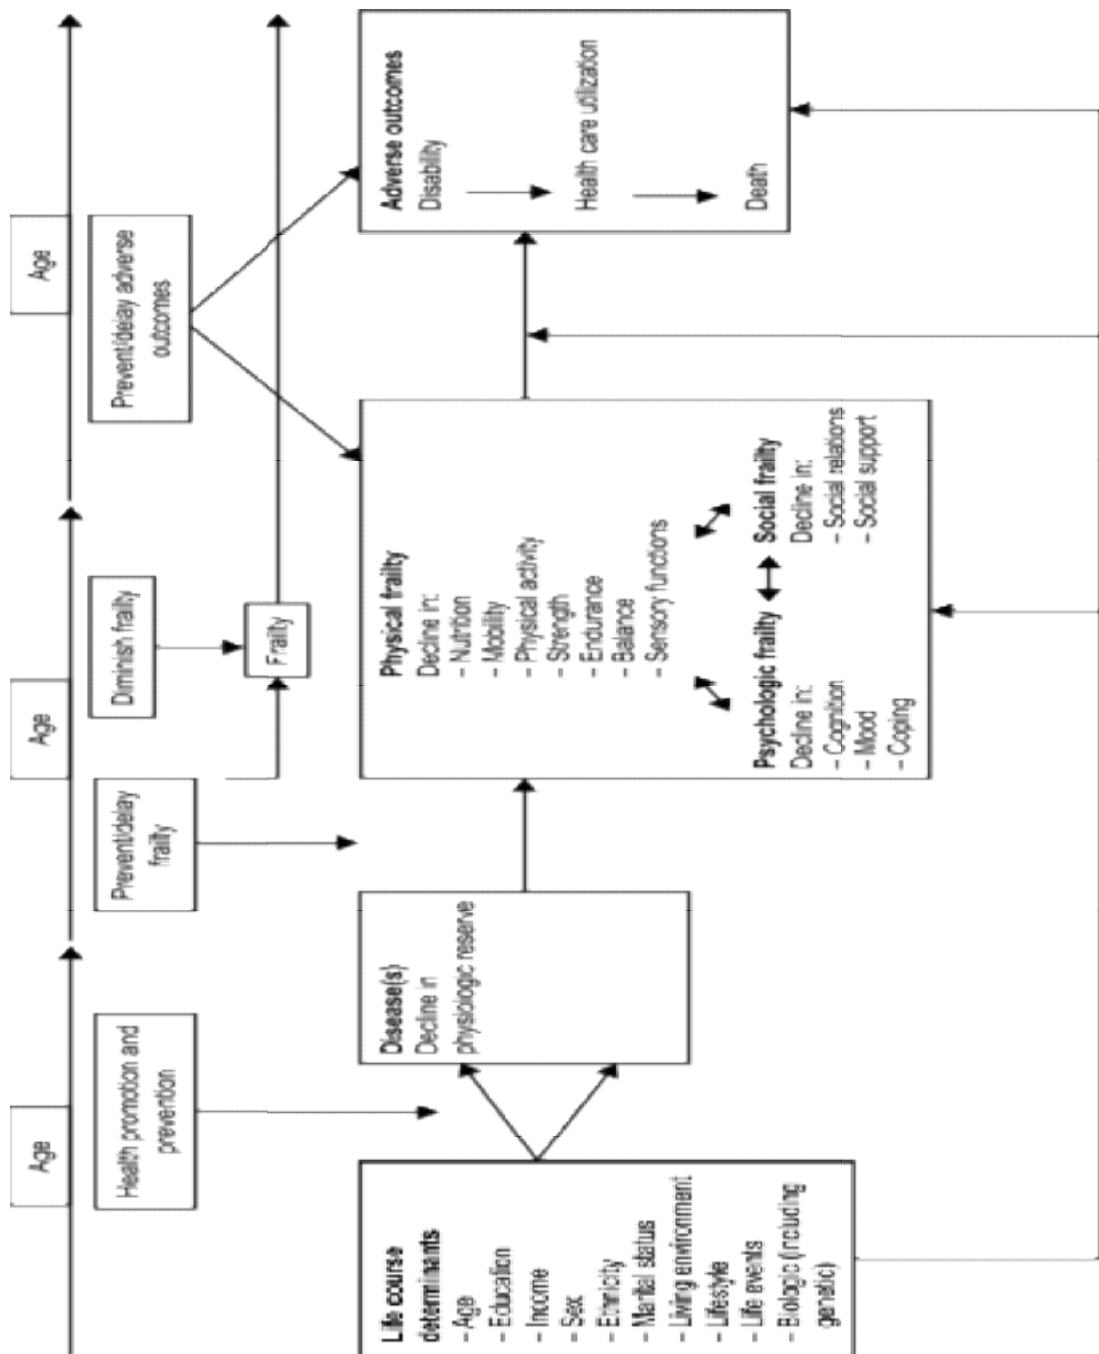 Age
Age
Age
Health promotion and
prevention
Prevent/delay
frailty
Diminish frailty
Prevent/delay adverse
outcomes
Frailty
Life course
determinants
– Age
– Education
– Income
– Sex
– Ethnicity
– Marital status
– Living environment
– Lifestyle
– Life events
– Biologic (including
genetic)
Disease(s)
Decline in
physiologic reserve
Physical frailty
Decline in:
– Nutrition
– Mobility
– Physical activity
– Strength
– Endurance
– Balance
– Sensory functions
Psychologic frailty
Decline in:
– Cognition
– Mood
– Coping
Social frailty
Decline in:
– Social relations
– Social support
Adverse outcomes
Disability
Health care utilization
Death